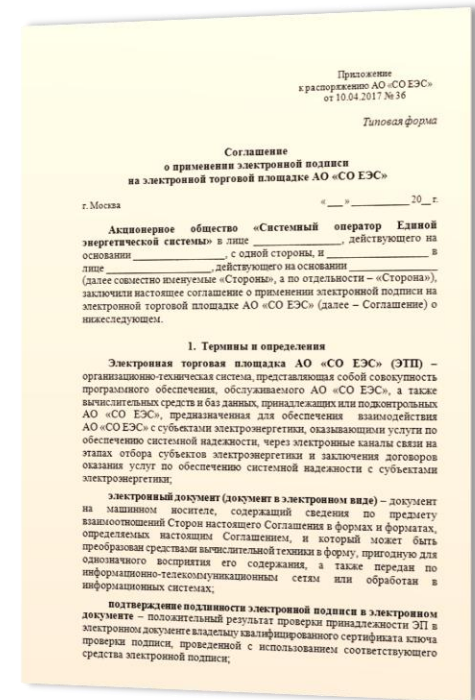 Приложение
к распоряжению АО «СО ЕЭС»
от 10.04.2017 № 36
Типовая форма
Соглашение
о применении электронной подписи
на электронной торговой площадке АО «СО ЕЭС»
г. Москва «___» ______________ 20__ г.
Акционерное общество «Системный оператор Единой
энергетической системы» в лице ________________, действующего на
основании ________________, с одной стороны, и ________________ в
лице ________________, действующего на основании ________________
(далее совместно именуемые «Стороны», а по отдельности – «Сторона»),
заключили настоящее соглашение о применении электронной подписи на
электронной торговой площадке АО «СО ЕЭС» (далее – Соглашение) о
нижеследующем.
1. Термины и определения
Электронная торговая площадка АО «СО ЕЭС» (ЭТП) –
организационно-техническая система, представляющая собой совокупность
программного обеспечения, обслуживаемого АО «СО ЕЭС», а также
вычислительных средств и баз данных, принадлежащих или подконтрольных
АО «СО ЕЭС», предназначенная для обеспечения взаимодействия
АО «СО ЕЭС» с субъектами электроэнергетики, оказывающими услуги по
обеспечению системной надежности, через электронные каналы связи на
этапах отбора субъектов электроэнергетики и заключения договоров
оказания услуг по обеспечению системной надежности с субъектами
электроэнергетики;
электронный документ (документ в электронном виде) – документ
на машинном носителе, содержащий сведения по предмету
взаимоотношений Сторон настоящего Соглашения в формах и форматах,
определяемых настоящим Соглашением, и который может быть
преобразован средствами вычислительной техники в форму, пригодную для
однозначного восприятия его содержания, а также передан по
информационно-телекоммуникационным сетям или обработан в
информационных системах;
подтверждение подлинности электронной подписи в электронном
документе – положительный результат проверки принадлежности ЭП в
электронном документе владельцу квалифицированного сертификата ключа
проверки подписи, проведенной с использованием соответствующего
средства электронной подписи;